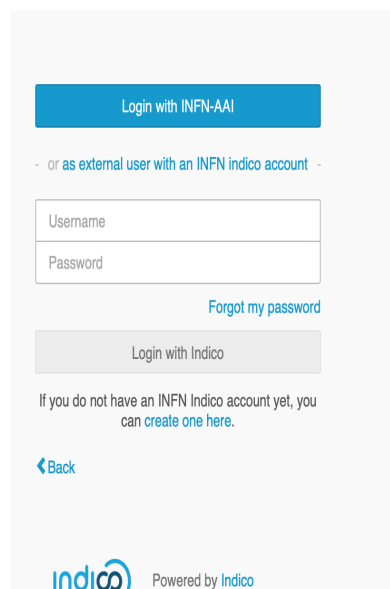 Login with INFN-AAI
- or as external user with an INFN indico account -
Username
Password
Forgot my password
Login with Indico
If you do not have an INFN Indico account yet, you
can create one here.
Back
indico Powered by Indico